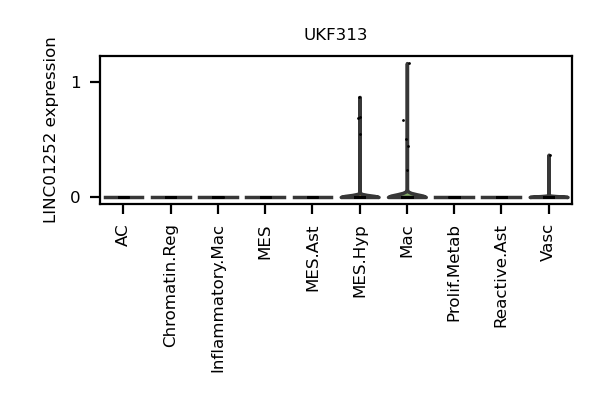 UKF313
LINC01252 expression
1
0
AC
Chromatin.Reg
Inflammatory.Mac
MES
MES.Ast
MES.Hyp
Mac
Prolif.Metab
Reactive.Ast
Vasc